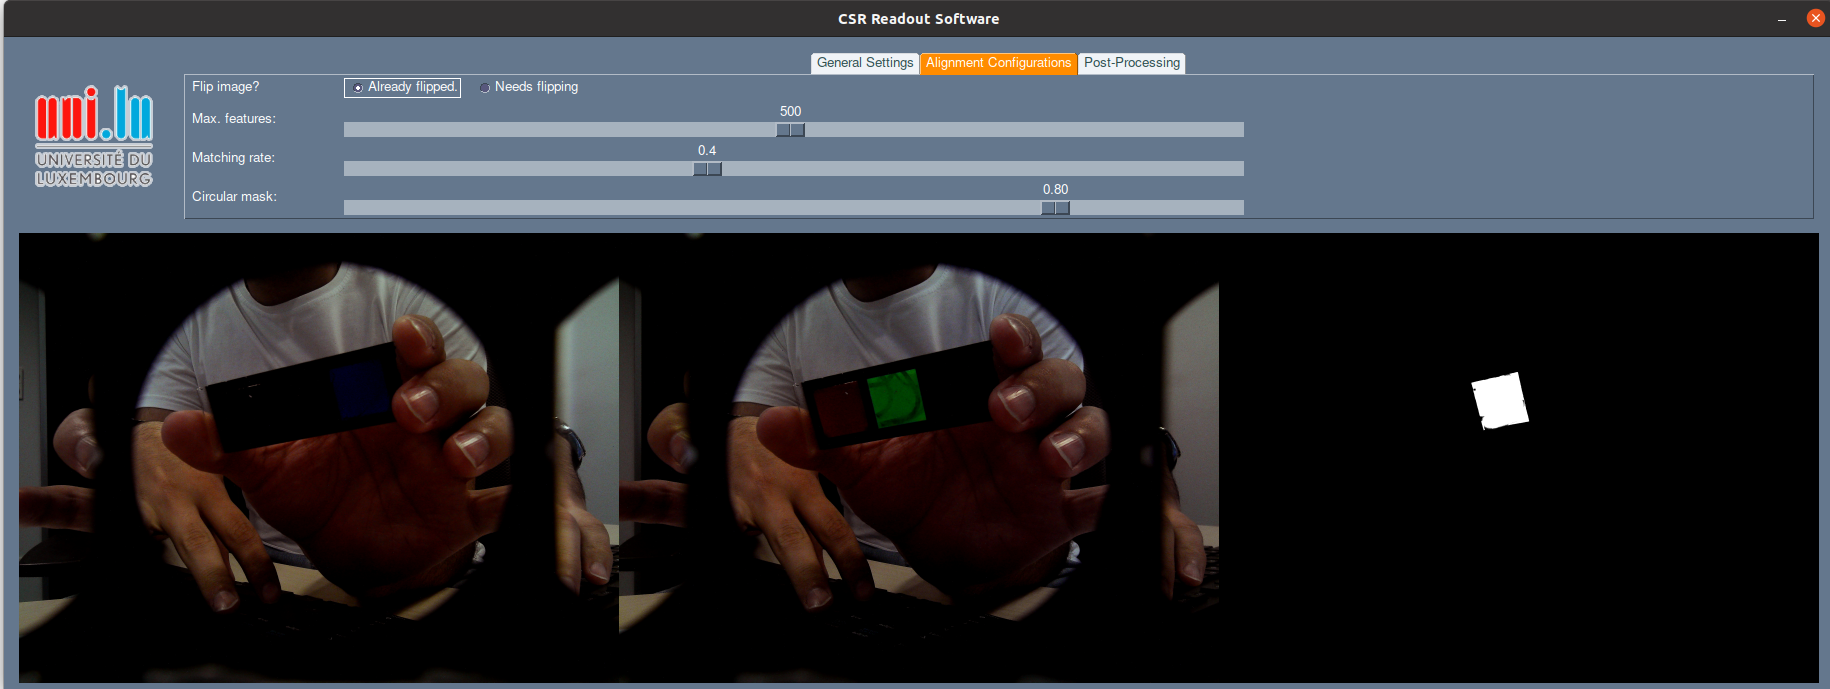 CSR Readout Software
General Settings Alignment Configurations Post-Processing
uni.lu
UNIVERSITÉ DU
LUXEMBOURG
Flip image? Already flipped. Needs flipping
500
Max. features:
0.4
Matching rate:
0.80
Circular mask: